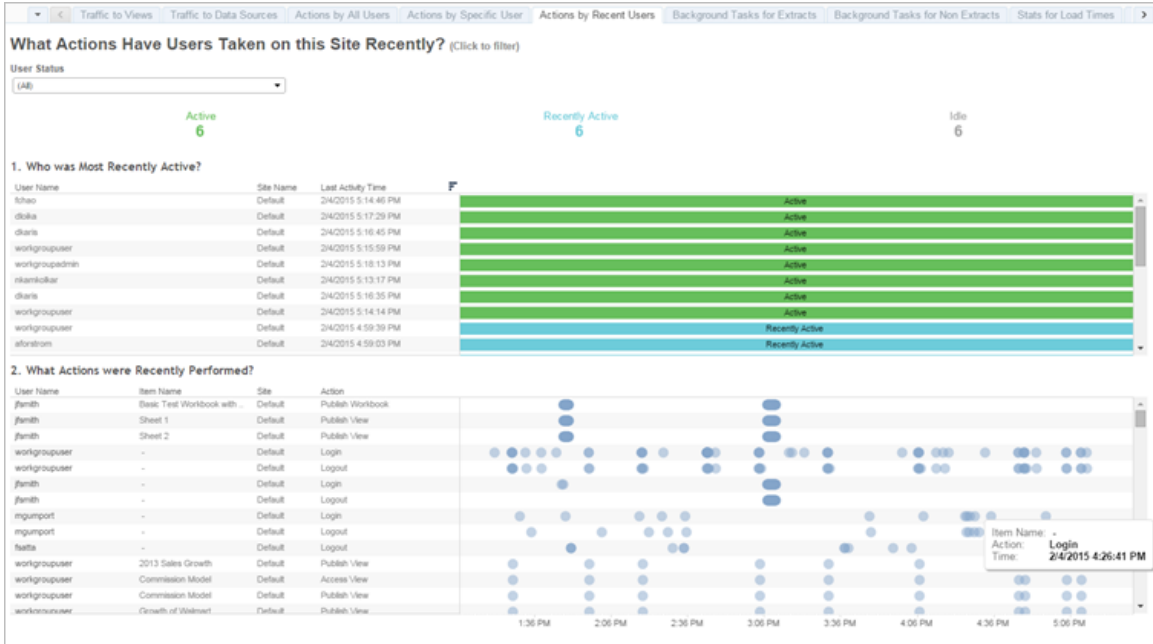 Traffic to Views Traffic to Data Sources Actions by All Users Actions by Specific User Actions by Recent Users Background Tasks for Extracts Background Tasks for Non Extracts Stats for Load Times
What Actions Have Users Taken on this Site Recently? (Click to filter)
User Status
(All)
Active Recently Active Idle
6 6 6
1. Who was Most Recently Active?
User Name Site Name Last Activity Time
fchao Default 2/4/2015 5:14:46 PM Active
dloika Default 2/4/2015 5:17:29 PM Active
dkaris Default 2/4/2015 5:16:45 PM Active
workgroupuser Default 2/4/2015 5:15:59 PM Active
workgroupadmin Default 2/4/2015 5:18:13 PM Active
nkamkolkar Default 2/4/2015 5:13:17 PM Active
dkaris Default 2/4/2015 5:16:35 PM Active
workgroupuser Default 2/4/2015 5:14:14 PM Active
workgroupuser Default 2/4/2015 4:59:39 PM Recently Active
aforstrom Default 2/4/2015 4:59:03 PM Recently Active
2. What Actions were Recently Performed?
User Name Item Name Site Action
jfsmith Basic Test Workbook with .. Default Publish Workbook
jfsmith Sheet 1 Default Publish View
jfsmith Sheet 2 Default Publish View
workgroupuser - Default Login
workgroupuser - Default Logout
jfsmith - Default Login
jfsmith - Default Logout
mgumport - Default Login
mgumport - Default Logout
fsatta - Default Logout
Item Name: -
Action: Login
Time: 2/4/2015 4:26:41 PM
workgroupuser 2013 Sales Growth Default Publish View
workgroupuser Commission Model Default Access View
workgroupuser Commission Model Default Publish View
workgroupuser Growth of Walmart Default Publish View
1:36 PM 2:06 PM 2:36 PM 3:06 PM 3:36 PM 4:06 PM 4:36 PM 5:06 PM